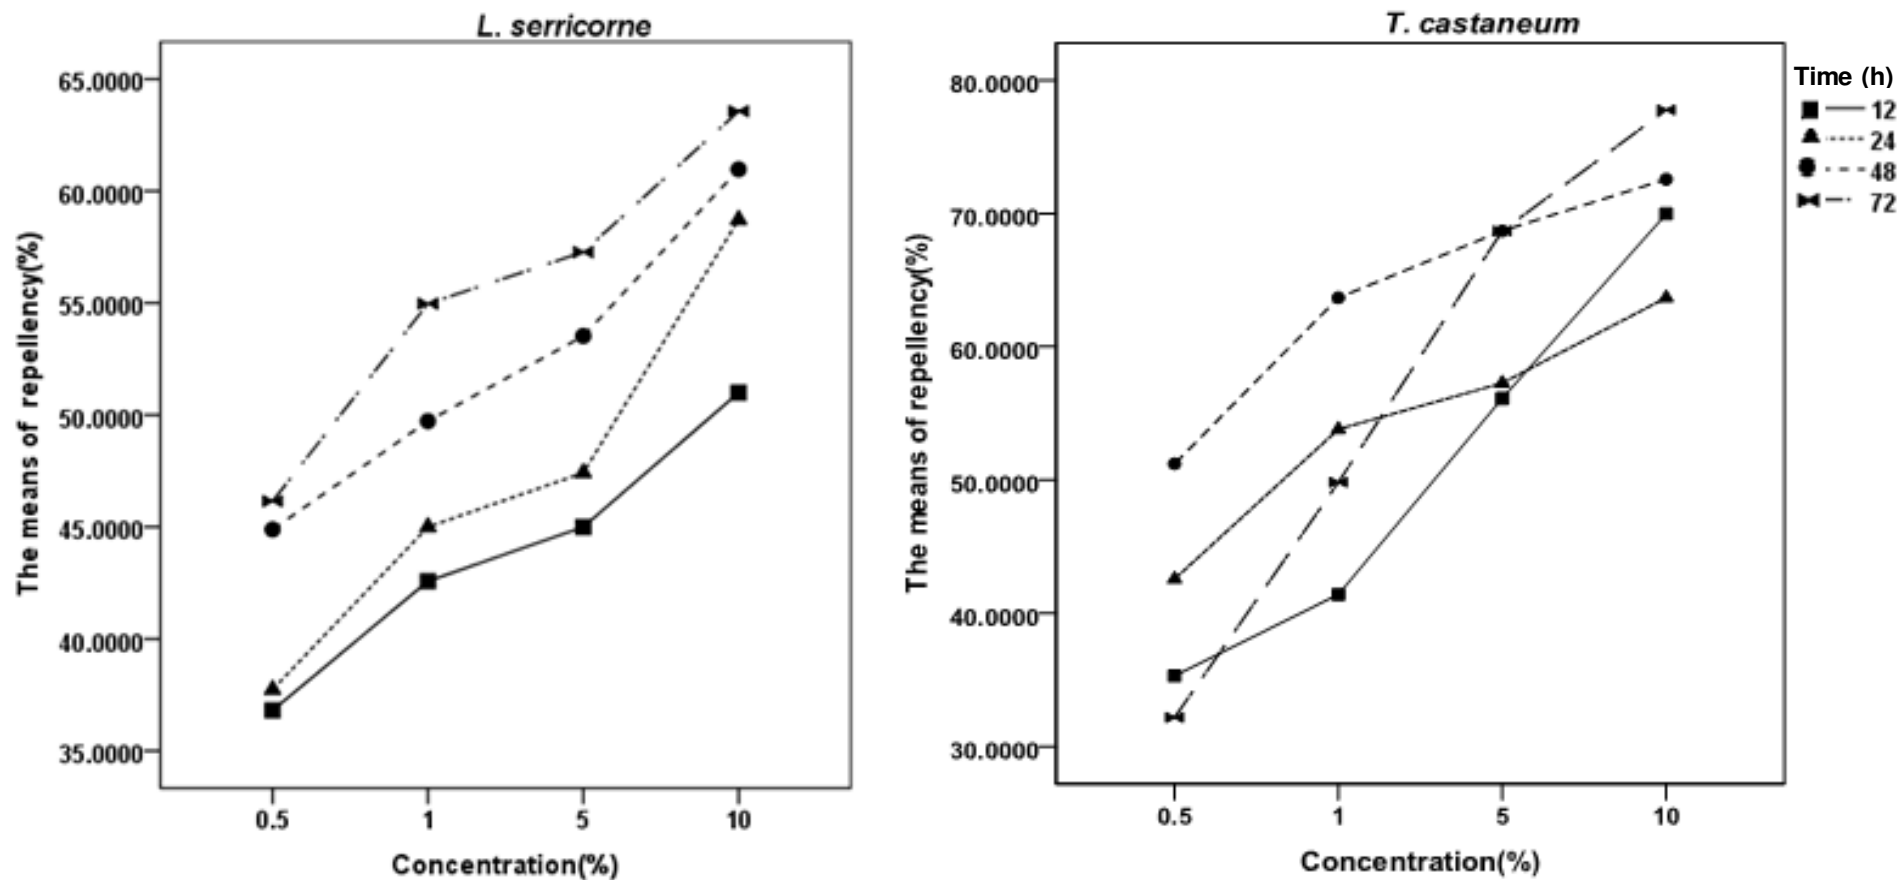 L. serricorne
65.0000
60.0000
55.0000
50.0000
45.0000
40.0000
35.0000
The means of repellency(%)
0.5 1 5 10
Concentration(%)
T. castaneum
80.0000
70.0000
60.0000
50.0000
40.0000
30.0000
The means of repellency(%)
0.5 1 5 10
Concentration(%)
Time (h)
12
24
48
72